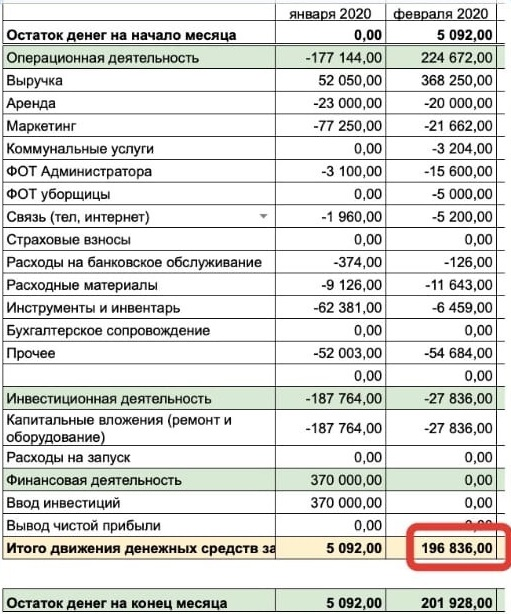 января 2020 февраля 2020
Остаток денег на начало месяца 0,00 5 092,00
Операционная деятельность -177 144,00 224 672,00
Выручка 52 050,00 368 250,00
Аренда -23 000,00 -20 000,00
Маркетинг -77 250,00 -21 662,00
Коммунальные услуги 0,00 -3 204,00
ФОТ Администратора -3 100,00 -15 600,00
ФОТ уборщицы 0,00 -5 000,00
Связь (тел, интернет) -1 960,00 -5 200,00
Страховые взносы 0,00 0,00
Расходы на банковское обслуживание -374,00 -126,00
Расходные материалы -9 126,00 -11 643,00
Инструменты и инвентарь -62 381,00 -6 459,00
Бухгалтерское сопровождение 0,00 0,00
Прочее -52 003,00 -54 684,00
0,00 0,00
Инвестиционная деятельность -187 764,00 -27 836,00
Капитальные вложения (ремонт и
оборудование) -187 764,00 -27 836,00
Расходы на запуск 0,00 0,00
Финансовая деятельность 370 000,00 0,00
Ввод инвестиций 370 000,00 0,00
Вывод чистой прибыли 0,00 0,00
Итого движения денежных средств за 5 092,00 196 836,00
Остаток денег на конец месяца 5 092,00 201 928,00